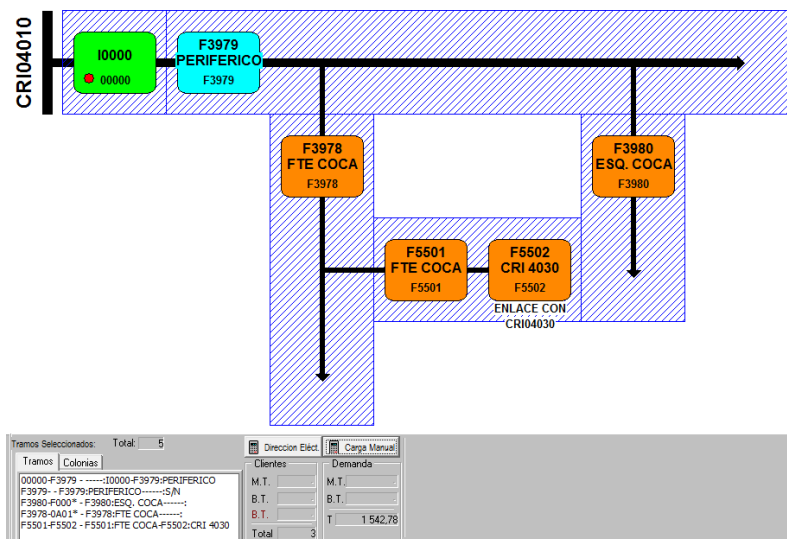 CRI04010
I0000
00000
F3979
PERIFERICO
F3979
F3978
FTE COCA
F3978
F3980
ESQ. COCA
F3980
F5501
FTE COCA
F5501
F5502
CRI 4030
F5502
ENLACE CON
CRI04030
Tramos Seleccionados: Total: 5
Tramos Colonias
00000-F3979 - -----:I0000-F3979:PERIFERICO
F3979- - F3979:PERIFERICO------:S/N
F3980-F000* - F3980:ESQ. COCA------:
F3978-0A01* - F3978:FTE COCA------:
F5501-F5502 - F5501:FTE COCA-F5502:CRI 4030
Direccion Eléct. Carga Manual
Clientes
M.T.
B.T.
B.T.
Total 3
Demanda
M.T.
B.T.
T 1 542,78